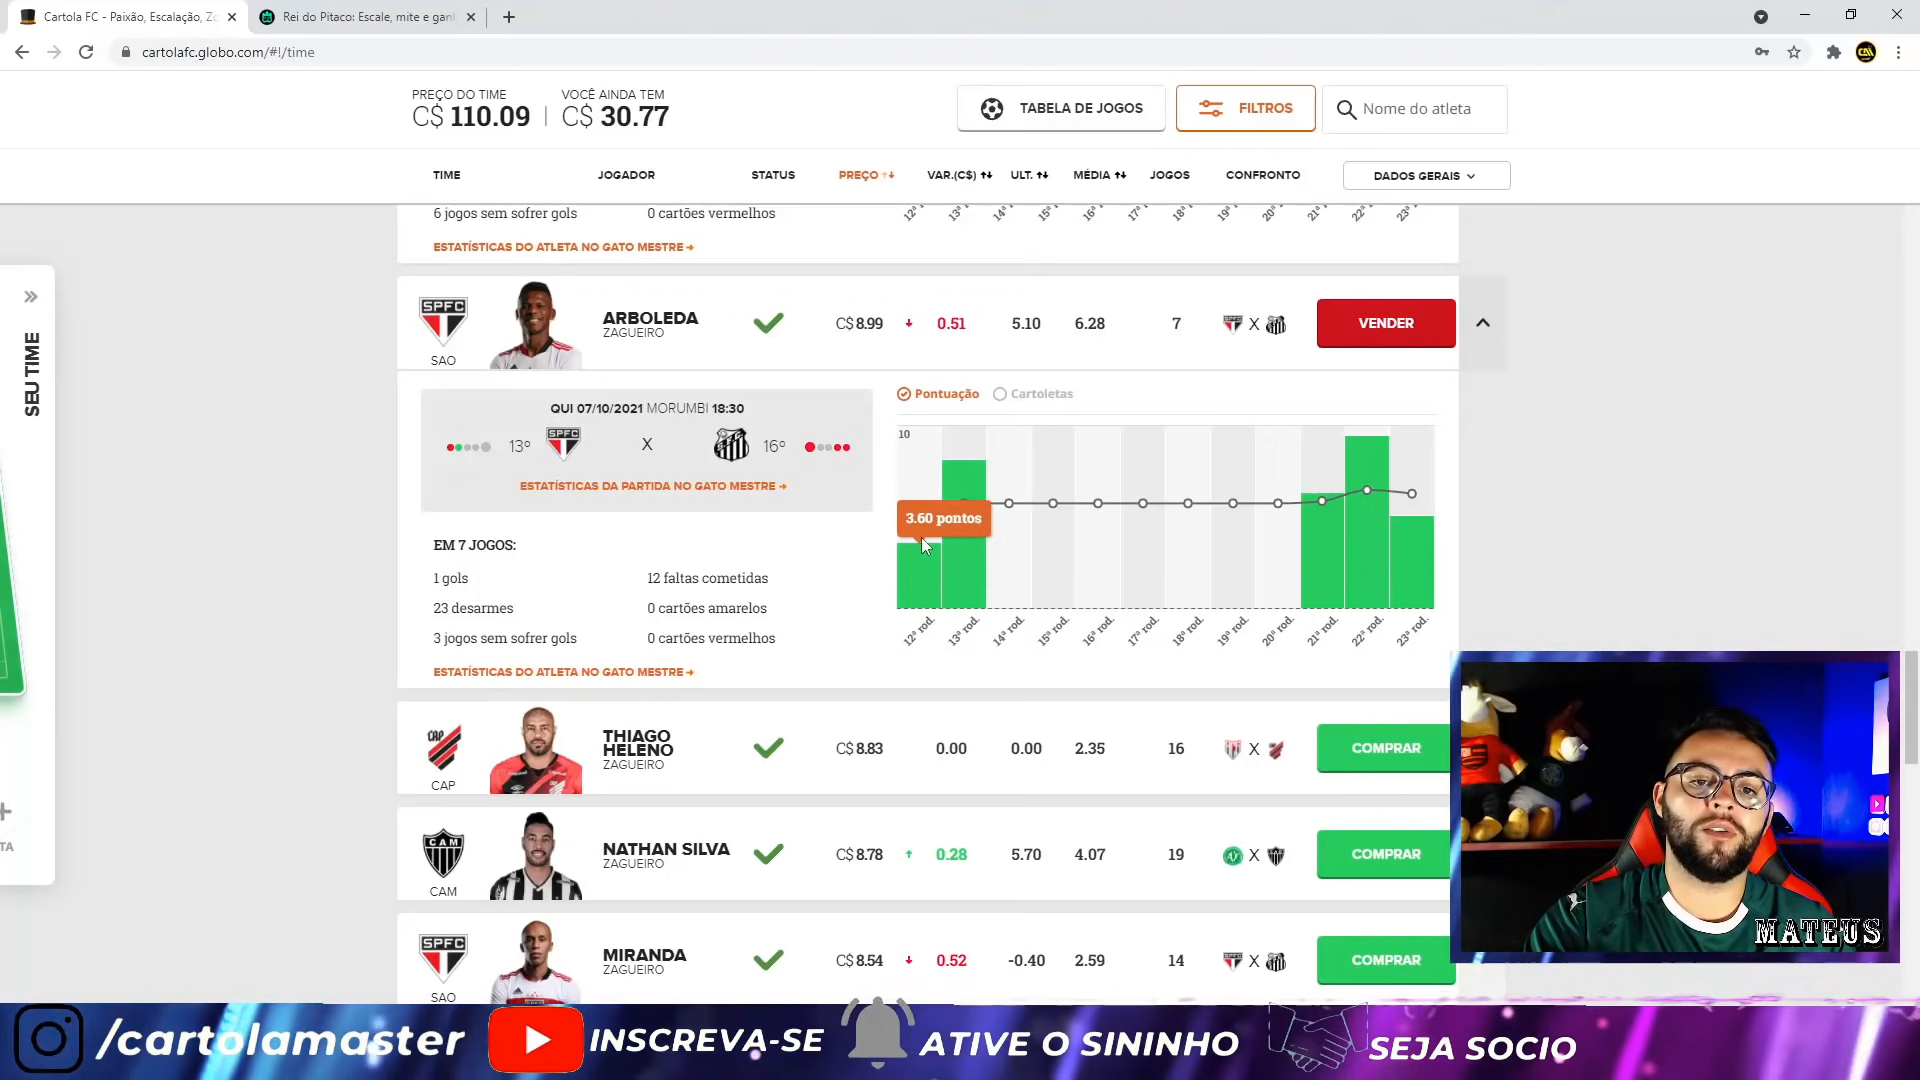 Cartola FC - Paixão, Escalação, Zo
Rei do Pitaco: Escale, mite e gan
cartolafc.globo.com/#!/time
PREÇO DO TIME
C$ 110.09
VOCÊ AINDA TEM
C$ 30.77
TABELA DE JOGOS
FILTROS
Nome do atleta
TIME JOGADOR STATUS PREÇO VAR.(C$) ULT. MÉDIA JOGOS CONFRONTO DADOS GERAIS
6 jogos sem sofrer gols 0 cartões vermelhos
ESTATÍSTICAS DO ATLETA NO GATO MESTRE
SEU TIME
TA
SPFC
SAO
ARBOLEDA
ZAGUEIRO
C$ 8.99 0.51 5.10 6.28 7 X VENDER
QUI 07/10/2021 MORUMBI 18:30
13º SPFC X 16º
ESTATÍSTICAS DA PARTIDA NO GATO MESTRE
EM 7 JOGOS:
1 gols 12 faltas cometidas
23 desarmes 0 cartões amarelos
3 jogos sem sofrer gols 0 cartões vermelhos
ESTATÍSTICAS DO ATLETA NO GATO MESTRE
Pontuação Cartoletas
10
3.60 pontos
12ª rod. 13ª rod. 14ª rod. 15ª rod. 16ª rod. 17ª rod. 18ª rod. 19ª rod. 20ª rod. 21ª rod. 22ª rod. 23ª rod.
CAP
CAP
THIAGO
HELENO
ZAGUEIRO
C$ 8.83 0.00 0.00 2.35 16 X COMPRAR
CAM
CAM
NATHAN SILVA
ZAGUEIRO
C$ 8.78 0.28 5.70 4.07 19 X COMPRAR
SPFC
SAO
MIRANDA
ZAGUEIRO
C$ 8.54 0.52 -0.40 2.59 14 X COMPRAR
MATEUS
/cartolamaster INSCREVA-SE ATIVE O SININHO SEJA SOCIO